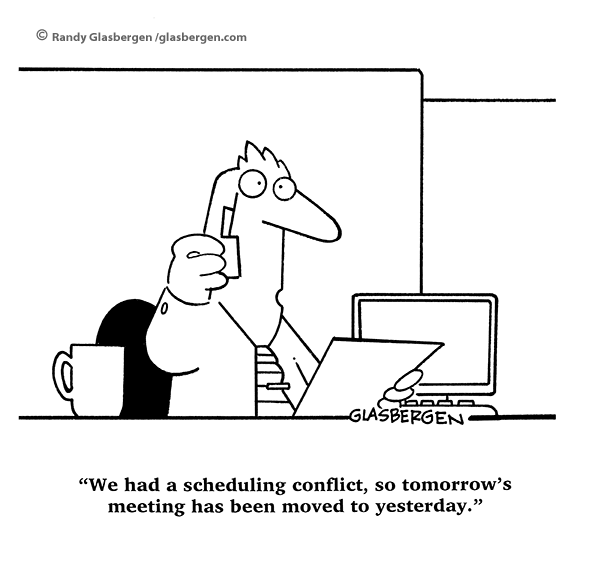 © Randy Glasbergen /glasbergen.com
GLASBERGEN
“We had a scheduling conflict, so tomorrow’s
meeting has been moved to yesterday.”